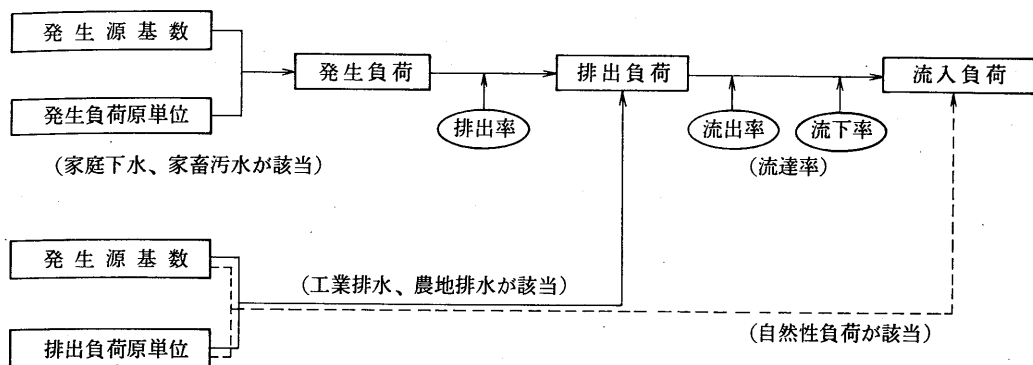 発生源基数
発生負荷
排出負荷
流入負荷
発生負荷原単位
排出率
流出率
流下率
(家庭下水、家畜汚水が該当)
(流達率)
発生源基数
(工業排水、農地排水が該当)
(自然性負荷が該当)
排出負荷原単位